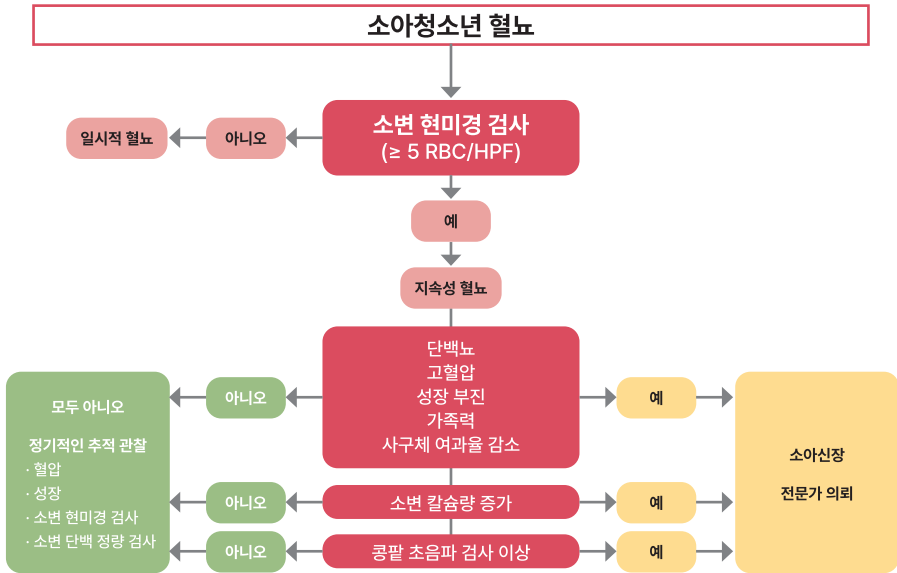 소아청소년 혈뇨
소변 현미경 검사
(≥ 5 RBC/HPF)
아니오
일시적 혈뇨
예
지속성 혈뇨
단백뇨
고혈압
성장 부진
가족력
사구체 여과율 감소
아니오
예
소변 칼슘량 증가
아니오
예
콩팥 초음파 검사 이상
아니오
예
모두 아니오
정기적인 추적 관찰
· 혈압
· 성장
· 소변 현미경 검사
· 소변 단백 정량 검사
소아신장
전문가 의뢰